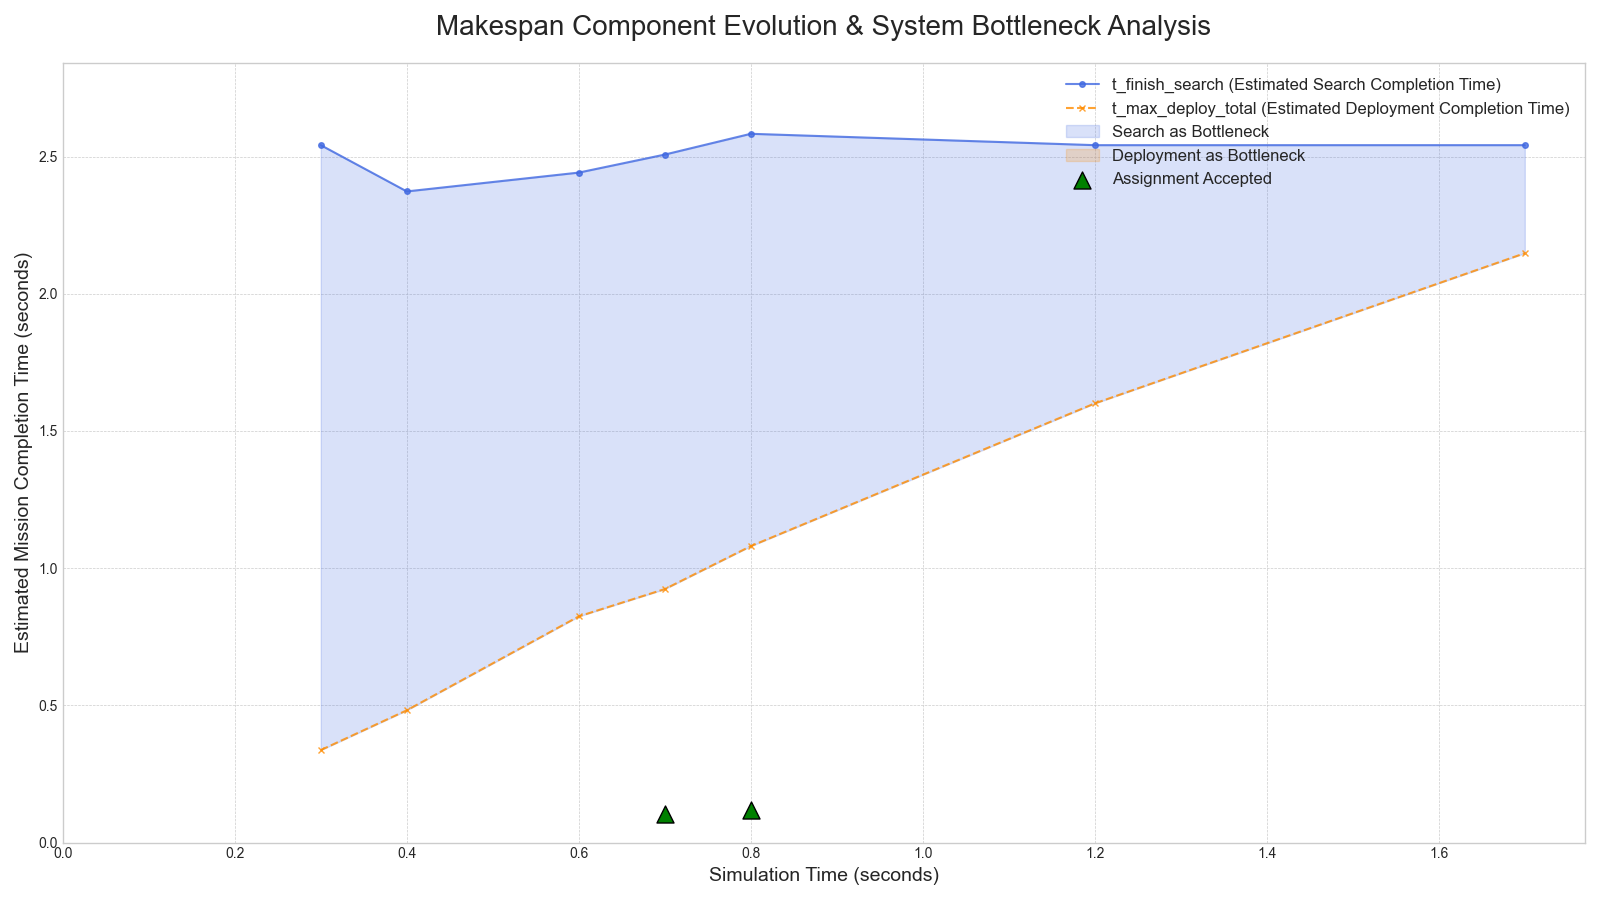 Makespan Component Evolution & System Bottleneck Analysis
t_finish_search (Estimated Search Completion Time)
t_max_deploy_total (Estimated Deployment Completion Time)
Search as Bottleneck
Deployment as Bottleneck
Assignment Accepted
Estimated Mission Completion Time (seconds)
2.5
2.0
1.5
1.0
0.5
0.0
0.0 0.2 0.4 0.6 0.8 1.0 1.2 1.4 1.6
Simulation Time (seconds)